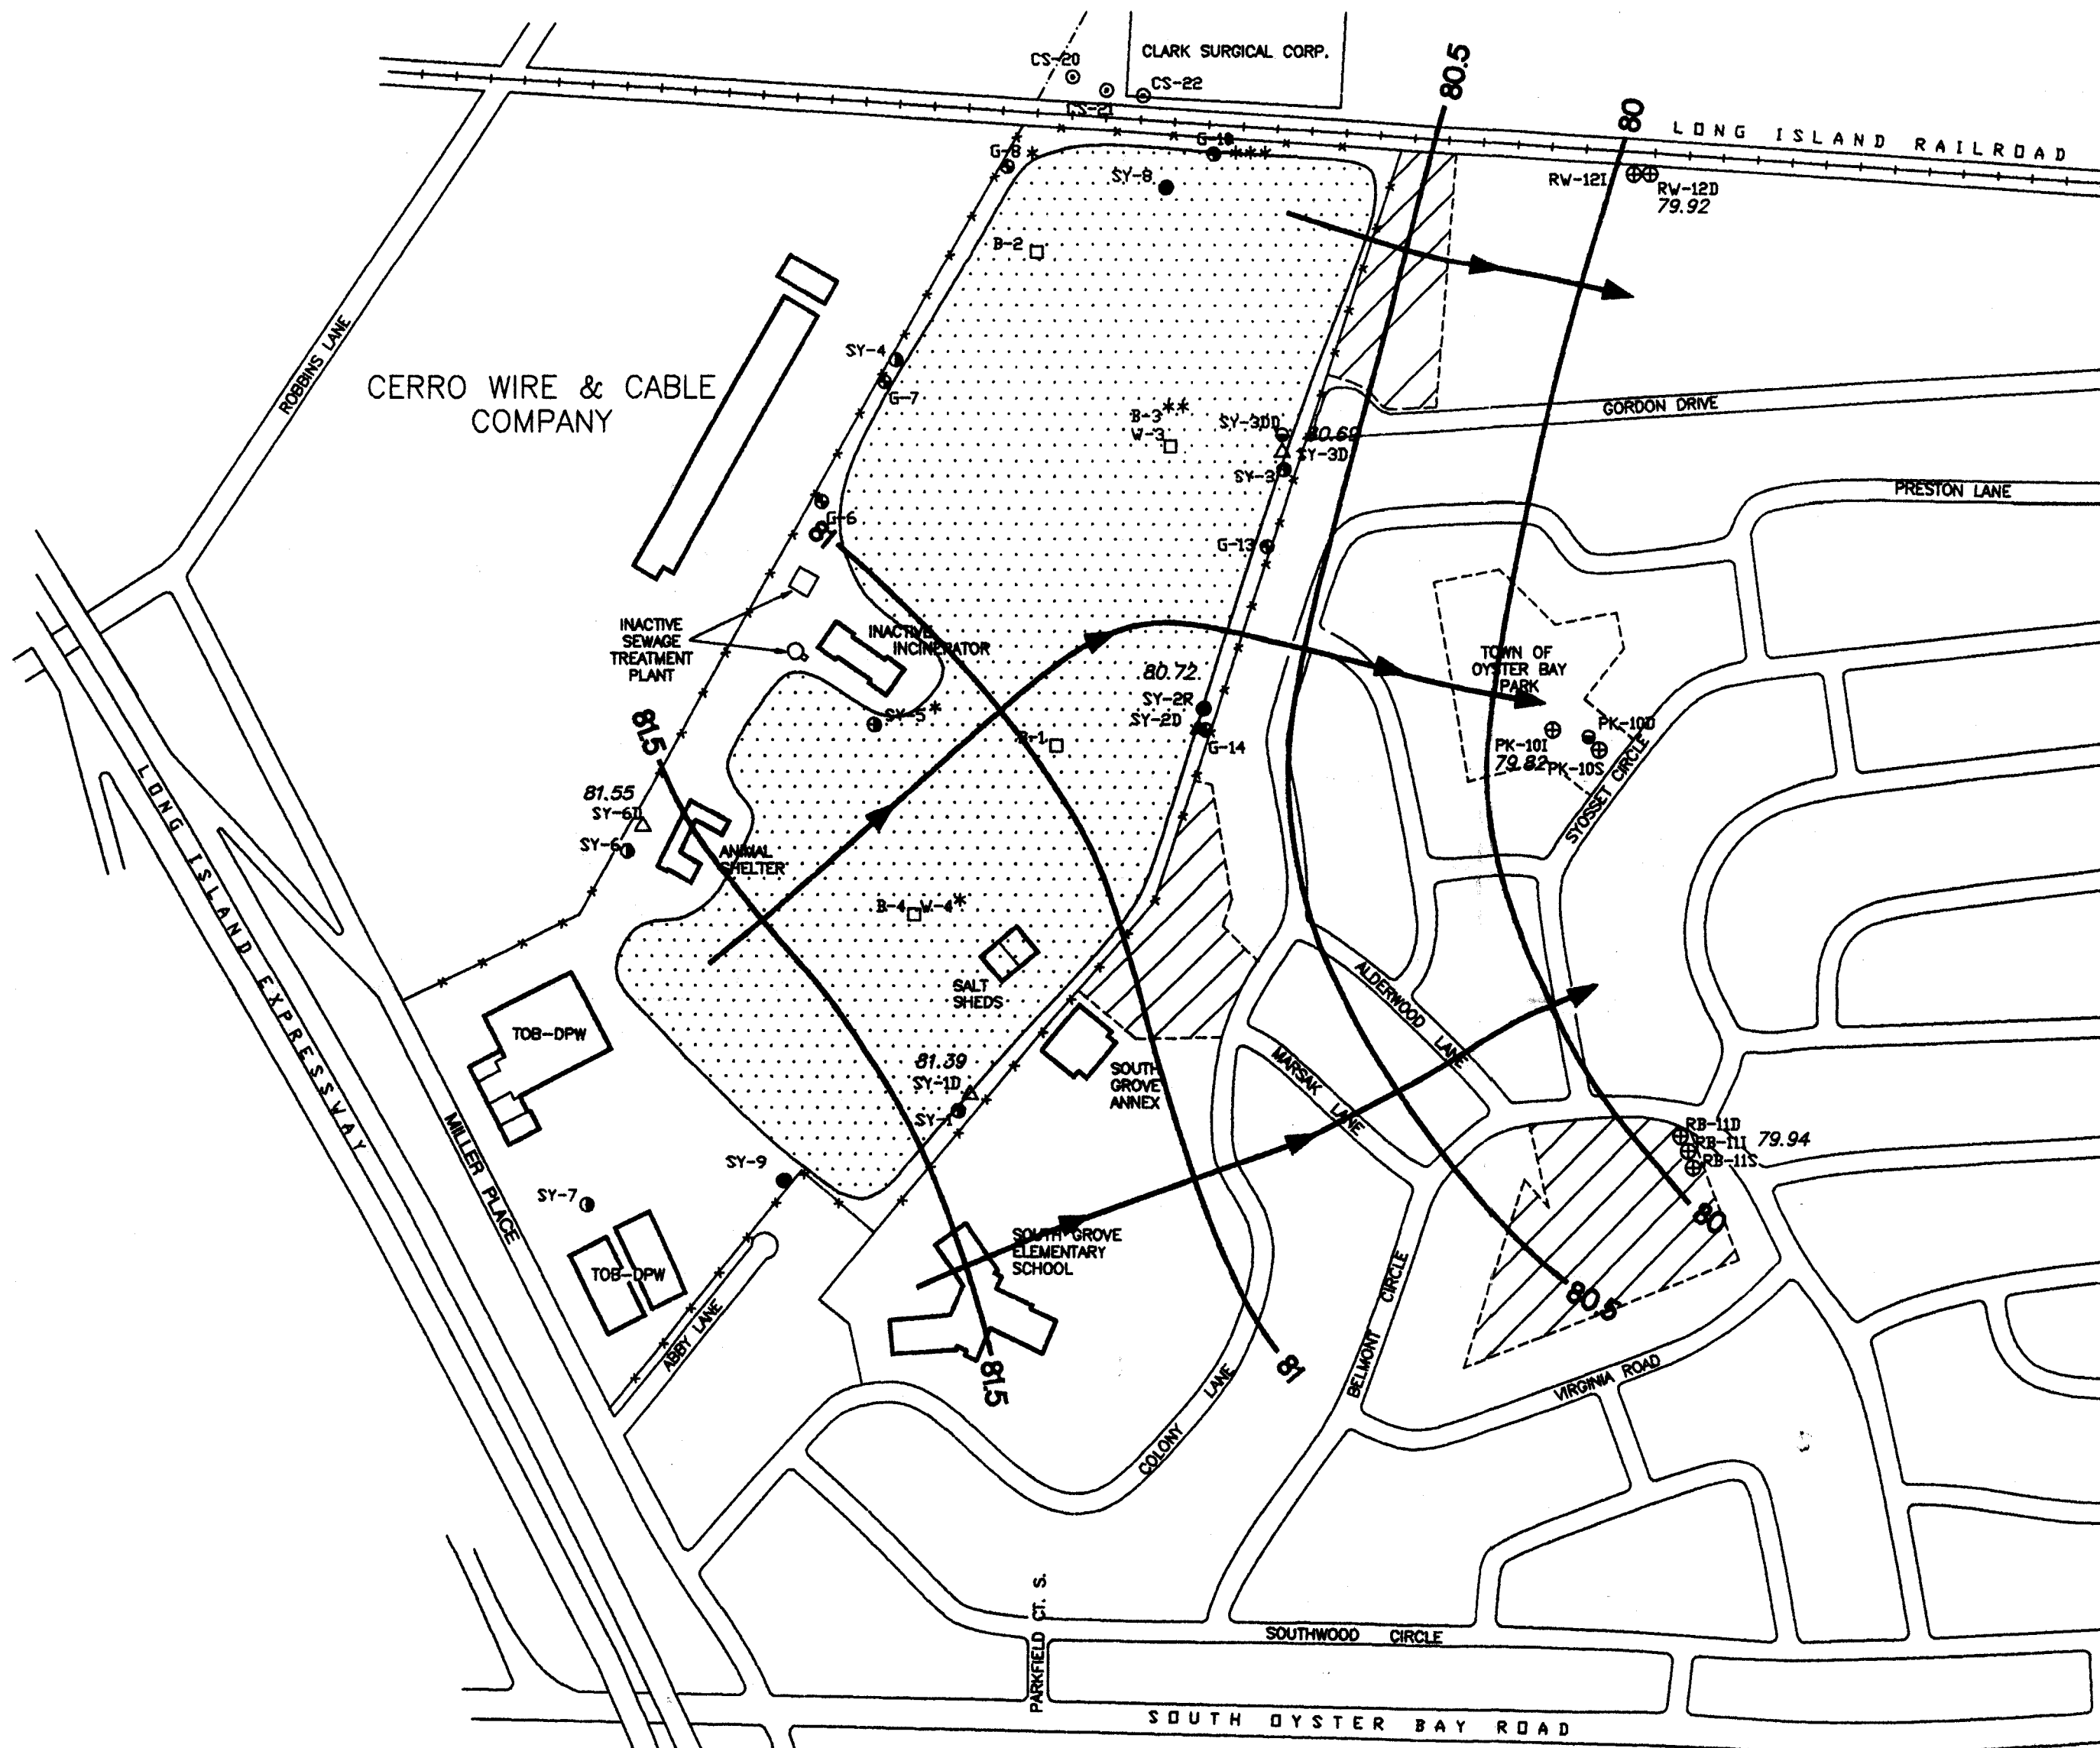 CLARK SURGICAL CORP.
CS-20
CS-22
CS-21
80.5
80
LONG ISLAND RAILROAD
G-8*
***
SY-8
RW-12I
RW-12D
79.92
B-2
ROBBINS LANE
CERRO WIRE & CABLE
COMPANY
SY-4
G-7
B-3**
W-3
SY-3DD
80.69
SY-3D
SY-3
GORDON DRIVE
PRESTON LANE
G-6
81
G-13
INACTIVE
SEWAGE
TREATMENT
PLANT
INACTIVE
INCINERATOR
TOWN OF
OYSTER BAY
PARK
80.72
SY-2R
SY-2D
G-14
SY-5*
B-1
PK-10D
PK-10I
79.82
PK-10S
SYOSSET CIRCLE
81.5
81.55
SY-6D
SY-6
ANIMAL
SHELTER
B-4 W-4*
LONG ISLAND EXPRESSWAY
SALT
SHEDS
ALDERWOOD LANE
TOB-DPW
81.39
SY-1D
SY-1
SOUTH
GROVE
ANNEX
MARSAK LANE
MILLER PLACE
RB-11D
RB-11I 79.94
RB-11S
SY-9
SY-7
SOUTH GROVE
ELEMENTARY
SCHOOL
TOB-DPW
80
80.5
ABBY LANE
81.5
81
BELMONT CIRCLE
COLONY LANE
VIRGINIA ROAD
PARKFIELD CT. S.
SOUTHWOOD CIRCLE
SOUTH OYSTER BAY ROAD